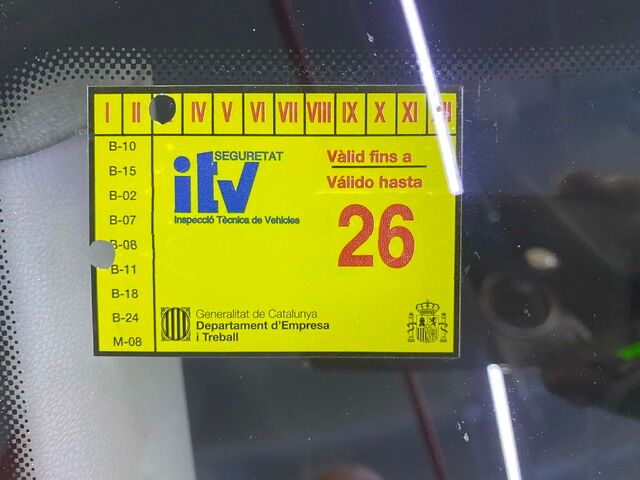 I II IV V VI VII VIII IX X XI
B-10
B-15
B-02
B-07
B-08
B-11
B-18
B-24
M-08
SEGURETAT
itv
Inspecció Tècnica de Vehicles
Vàlid fins a
Válido hasta
26
Generalitat de Catalunya
Departament d'Empresa
i Treball